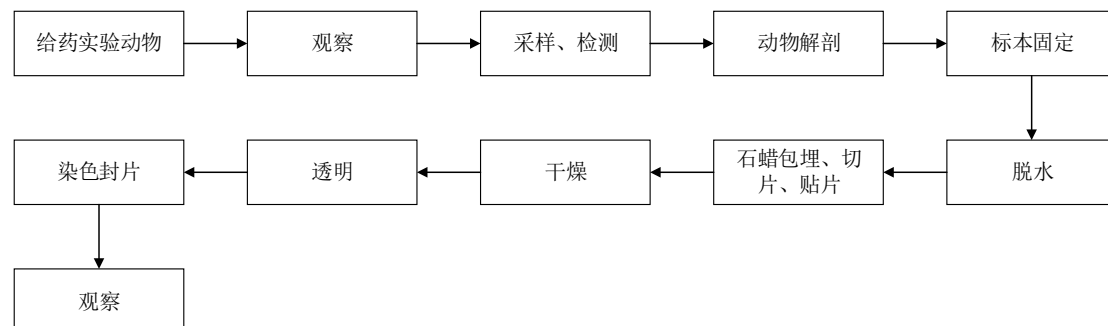 给药实验动物
观察
采样、检测
动物解剖
标本固定
脱水
石蜡包埋、切
片、贴片
干燥
透明
染色封片
观察